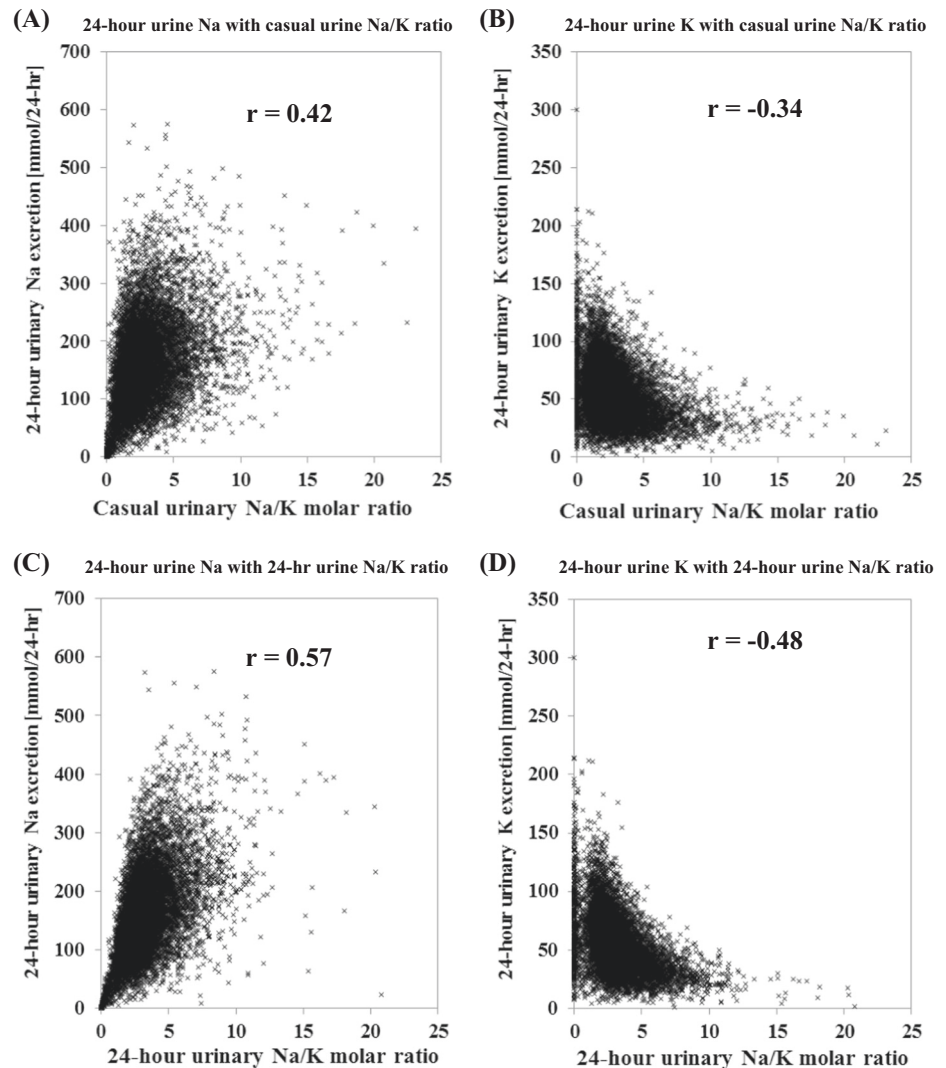 (A) 24-hour urine Na with casual urine Na/K ratio
700
600
500
400
300
200
100
0
24-hour urinary Na excretion [mmol/24-hr]
r = 0.42
0 5 10 15 20 25
Casual urinary Na/K molar ratio
(B) 24-hour urine K with casual urine Na/K ratio
350
300
250
200
150
100
50
0
24-hour urinary K excretion [mmol/24-hr]
r = -0.34
0 5 10 15 20 25
Casual urinary Na/K molar ratio
(C) 24-hour urine Na with 24-hr urine Na/K ratio
700
600
500
400
300
200
100
0
24-hour urinary Na excretion [mmol/24-hr]
r = 0.57
0 5 10 15 20 25
24-hour urinary Na/K molar ratio
(D) 24-hour urine K with 24-hour urine Na/K ratio
350
300
250
200
150
100
50
0
24-hour urinary K excretion [mmol/24-hr]
r = -0.48
0 5 10 15 20 25
24-hour urinary Na/K molar ratio